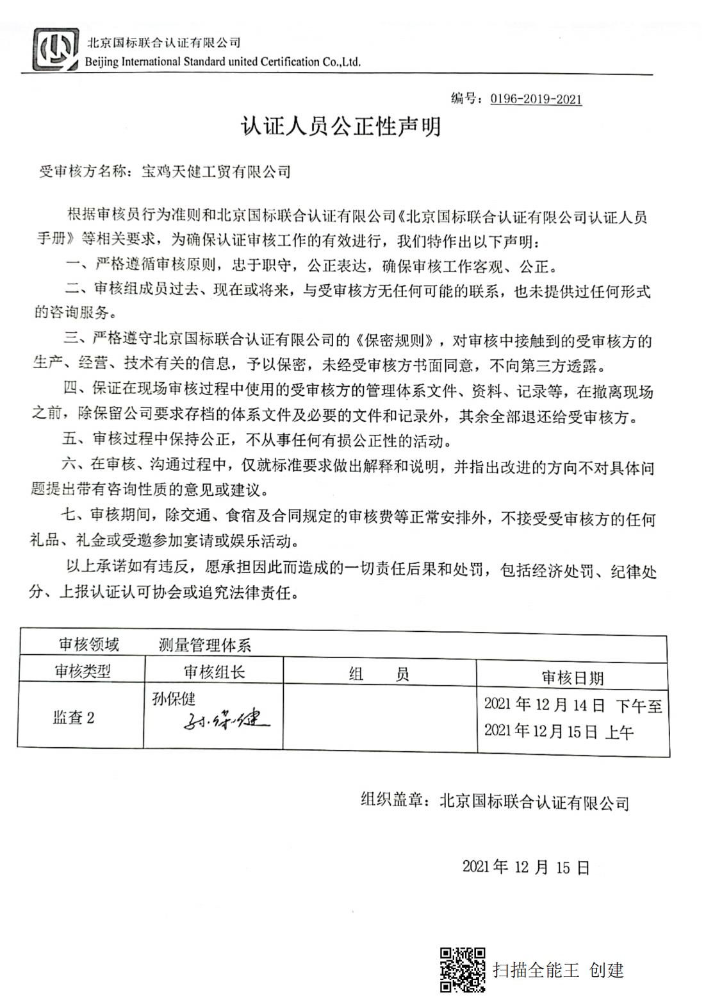 北京国标联合认证有限公司
Beijing International Standard united Certification Co.,Ltd.
编号：0196-2019-2021
认证人员公正性声明
受审核方名称：宝鸡天健工贸有限公司
根据审核员行为准则和北京国标联合认证有限公司《北京国标联合认证有限公司认证人员
手册》等相关要求，为确保认证审核工作的有效进行，我们特作出以下声明：
一、严格遵循审核原则，忠于职守，公正表达，确保审核工作客观、公正。
二、审核组成员过去、现在或将来，与受审核方无任何可能的联系，也未提供过任何形式
的咨询服务。
三、严格遵守北京国标联合认证有限公司的《保密规则》，对审核中接触到的受审核方的
生产、经营、技术有关的信息，予以保密，未经受审核方书面同意，不向第三方透露。
四、保证在现场审核过程中使用的受审核方的管理体系文件、资料、记录等，在撤离现场
之前，除保留公司要求存档的体系文件及必要的文件和记录外，其余全部退还给受审核方。
五、审核过程中保持公正，不从事任何有损公正性的活动。
六、在审核、沟通过程中，仅就标准要求做出解释和说明，并指出改进的方向不对具体问
题提出带有咨询性质的意见或建议。
七、审核期间，除交通、食宿及合同规定的审核费等正常安排外，不接受受审核方的任何
礼品、礼金或受邀参加宴请或娱乐活动。
以上承诺如有违反，愿承担因此而造成的一切责任后果和处罚，包括经济处罚、纪律处
分、上报认证认可协会或追究法律责任。
审核领域 测量管理体系
审核类型 审核组长 组 员 审核日期
监查2 孙保健 2021年12月14日 下午至
孙保健 2021年12月15日 上午
组织盖章：北京国标联合认证有限公司
2021年12月15日
扫描全能王 创建